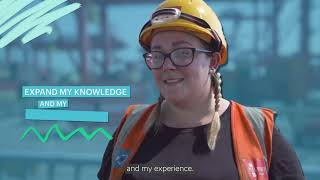 EXPAND MY KNOWLEDGE
AND MY
and my experience.